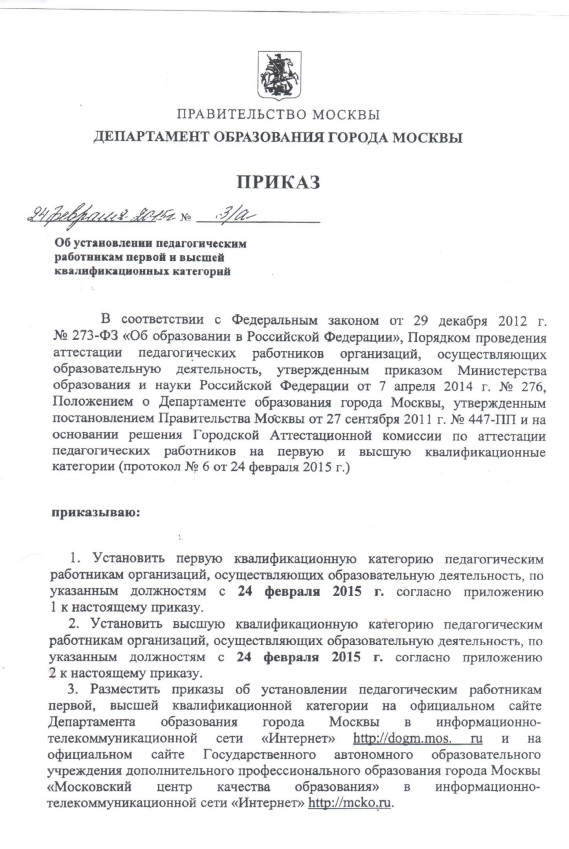 ПРАВИТЕЛЬСТВО МОСКВЫ
ДЕПАРТАМЕНТ ОБРАЗОВАНИЯ ГОРОДА МОСКВЫ
ПРИКАЗ
24 февраля 2015г. № 3/а
Об установлении педагогическим
работникам первой и высшей
квалификационных категорий
В соответствии с Федеральным законом от 29 декабря 2012 г.
№ 273-ФЗ «Об образовании в Российской Федерации», Порядком проведения
аттестации педагогических работников организаций, осуществляющих
образовательную деятельность, утвержденным приказом Министерства
образования и науки Российской Федерации от 7 апреля 2014 г. № 276,
Положением о Департаменте образования города Москвы, утвержденным
постановлением Правительства Москвы от 27 сентября 2011 г. № 447-ПП и на
основании решения Городской Аттестационной комиссии по аттестации
педагогических работников на первую и высшую квалификационные
категории (протокол № 6 от 24 февраля 2015 г.)
приказываю:
1. Установить первую квалификационную категорию педагогическим
работникам организаций, осуществляющих образовательную деятельность, по
указанным должностям с 24 февраля 2015 г. согласно приложению
1 к настоящему приказу.
2. Установить высшую квалификационную категорию педагогическим
работникам организаций, осуществляющих образовательную деятельность, по
указанным должностям с 24 февраля 2015 г. согласно приложению
2 к настоящему приказу.
3. Разместить приказы об установлении педагогическим работникам
первой, высшей квалификационной категории на официальном сайте
Департамента образования города Москвы в информационно-
телекоммуникационной сети «Интернет» http://dogm.mos. ru и на
официальном сайте Государственного автономного образовательного
учреждения дополнительного профессионального образования города Москвы
«Московский центр качества образования» в информационно-
телекоммуникационной сети «Интернет» http://mcko.ru.